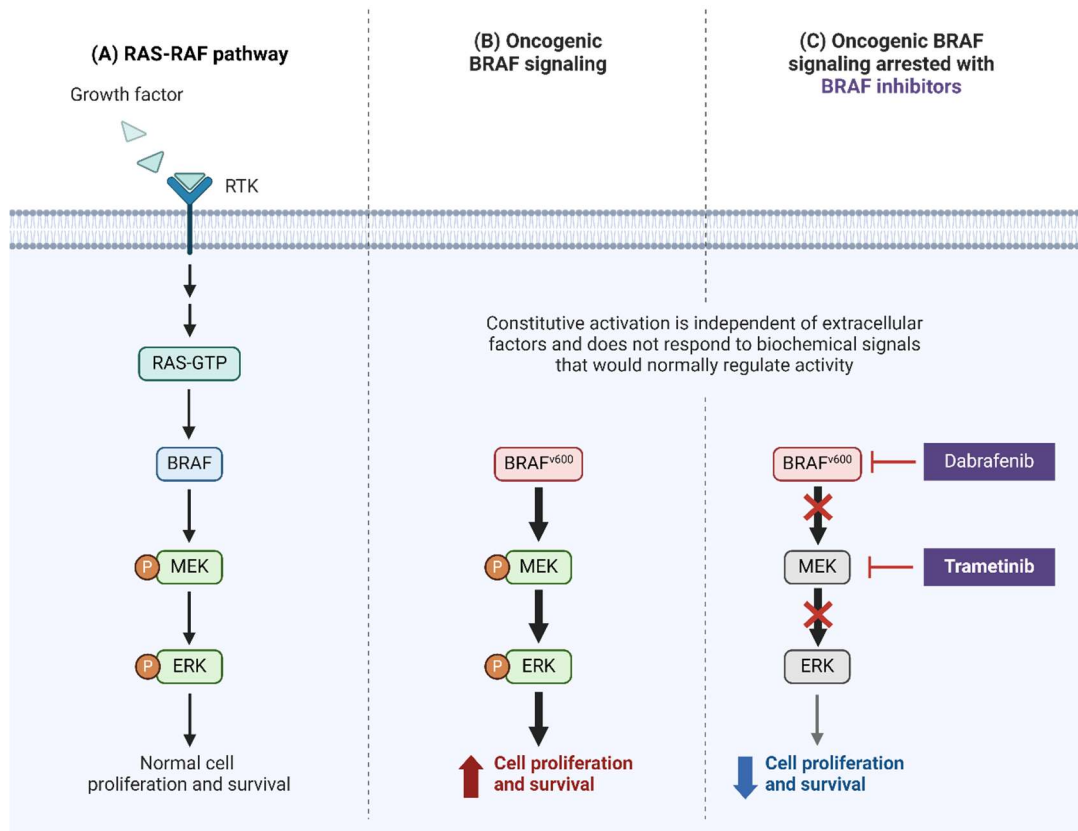 (A) RAS-RAF pathway
Growth factor
RTK
RAS-GTP
BRAF
P
MEK
P
ERK
Normal cell
proliferation and survival
(B) Oncogenic
BRAF signaling
Constitutive activation is independent of extracellular
factors and does not respond to biochemical signals
that would normally regulate activity
BRAFv600
P
MEK
P
ERK
Cell proliferation
and survival
(C) Oncogenic BRAF
signaling arrested with
BRAF inhibitors
BRAFv600
Dabrafenib
MEK
Trametinib
ERK
Cell proliferation
and survival